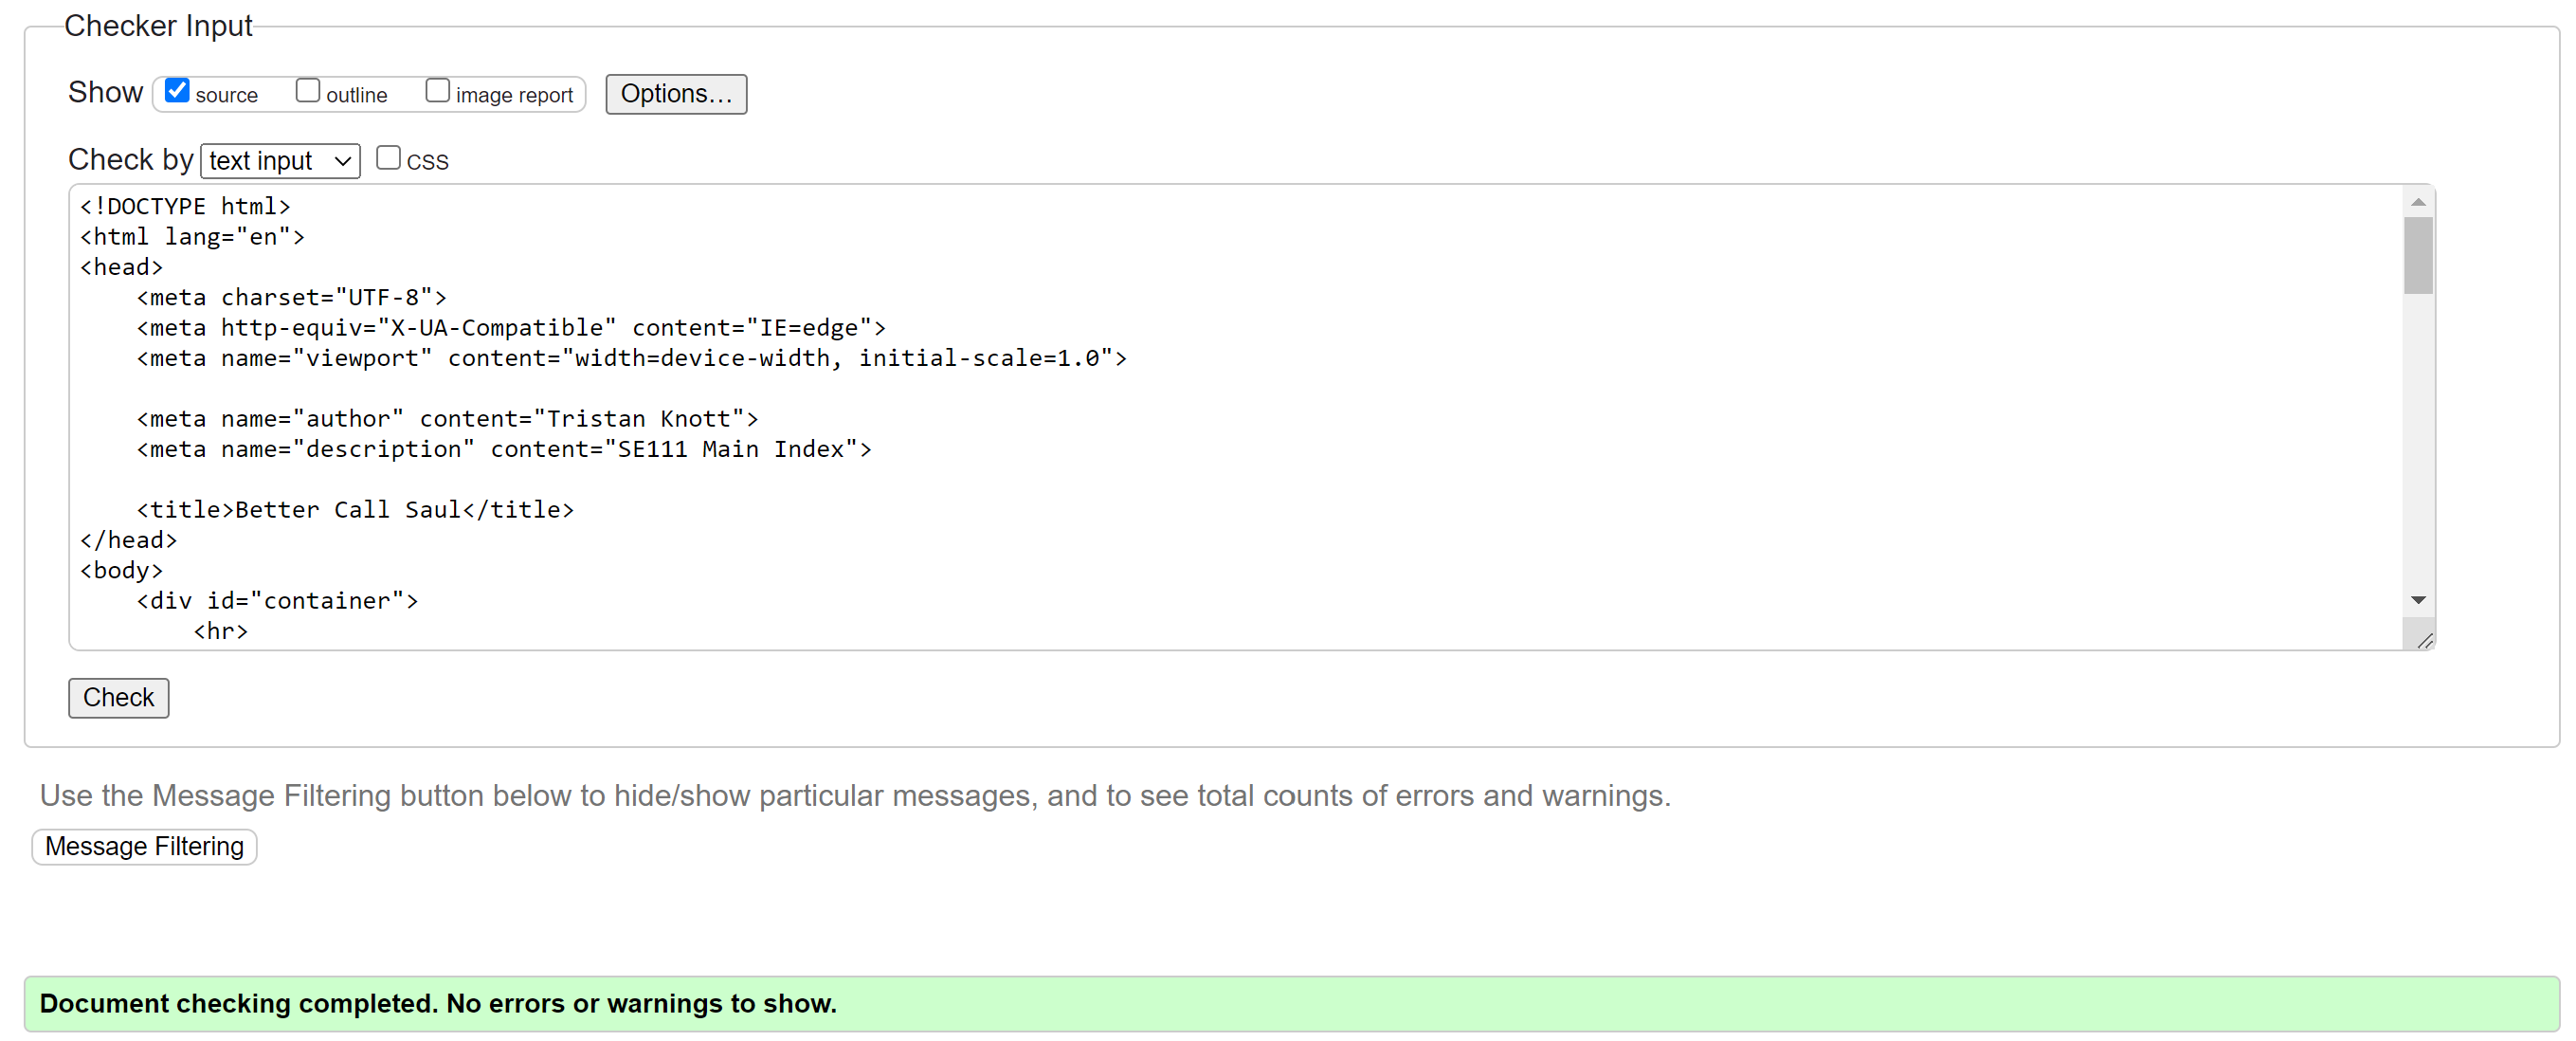 Checker Input
Show source outline image report Options...
Check by text input CSS
<!DOCTYPE html>
<html lang="en">
<head>
    <meta charset="UTF-8">
    <meta http-equiv="X-UA-Compatible" content="IE=edge">
    <meta name="viewport" content="width=device-width, initial-scale=1.0">
    <meta name="author" content="Tristan Knott">
    <meta name="description" content="SE111 Main Index">
    <title>Better Call Saul</title>
</head>
<body>
    <div id="container">
        <hr>
Check
Use the Message Filtering button below to hide/show particular messages, and to see total counts of errors and warnings.
Message Filtering
Document checking completed. No errors or warnings to show.